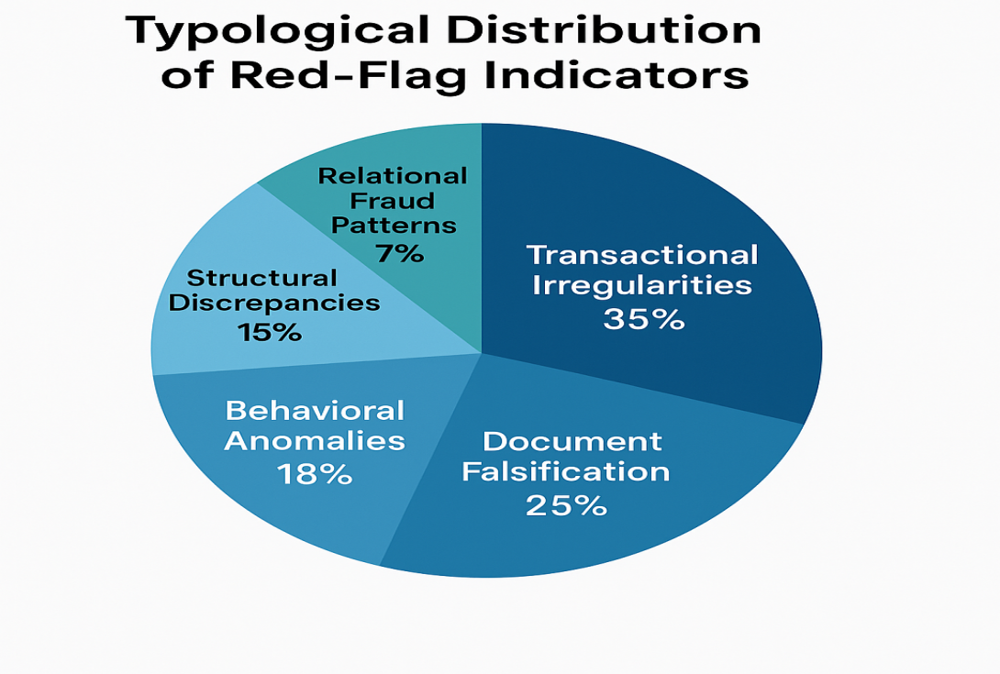 Typological Distribution
of Red-Flag Indicators
Relational
Fraud
Patterns
7%
Transactional
Irregularities
35%
Structural
Discrepancies
15%
Behavioral
Anomalies
18%
Document
Falsification
25%